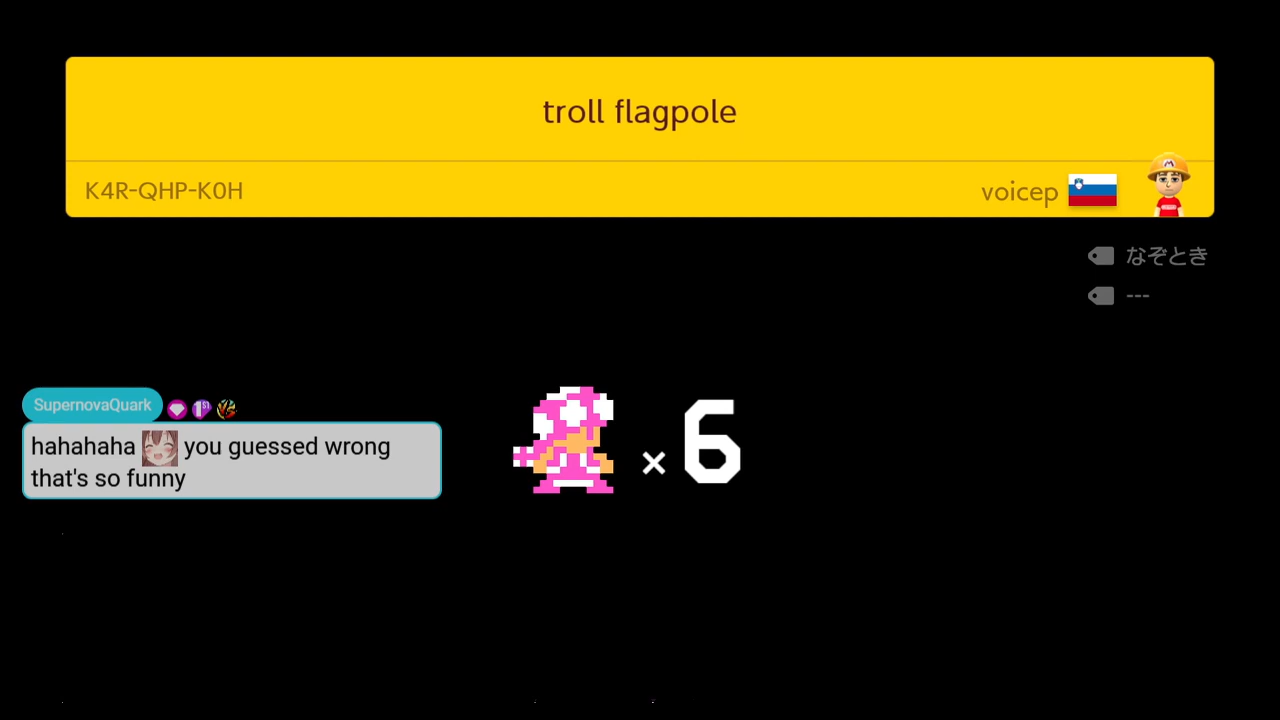 troll flagpole
K4R-QHP-K0H
voicep
なぞとき
---
SupernovaQuark
hahahaha you guessed wrong
that's so funny
× 6